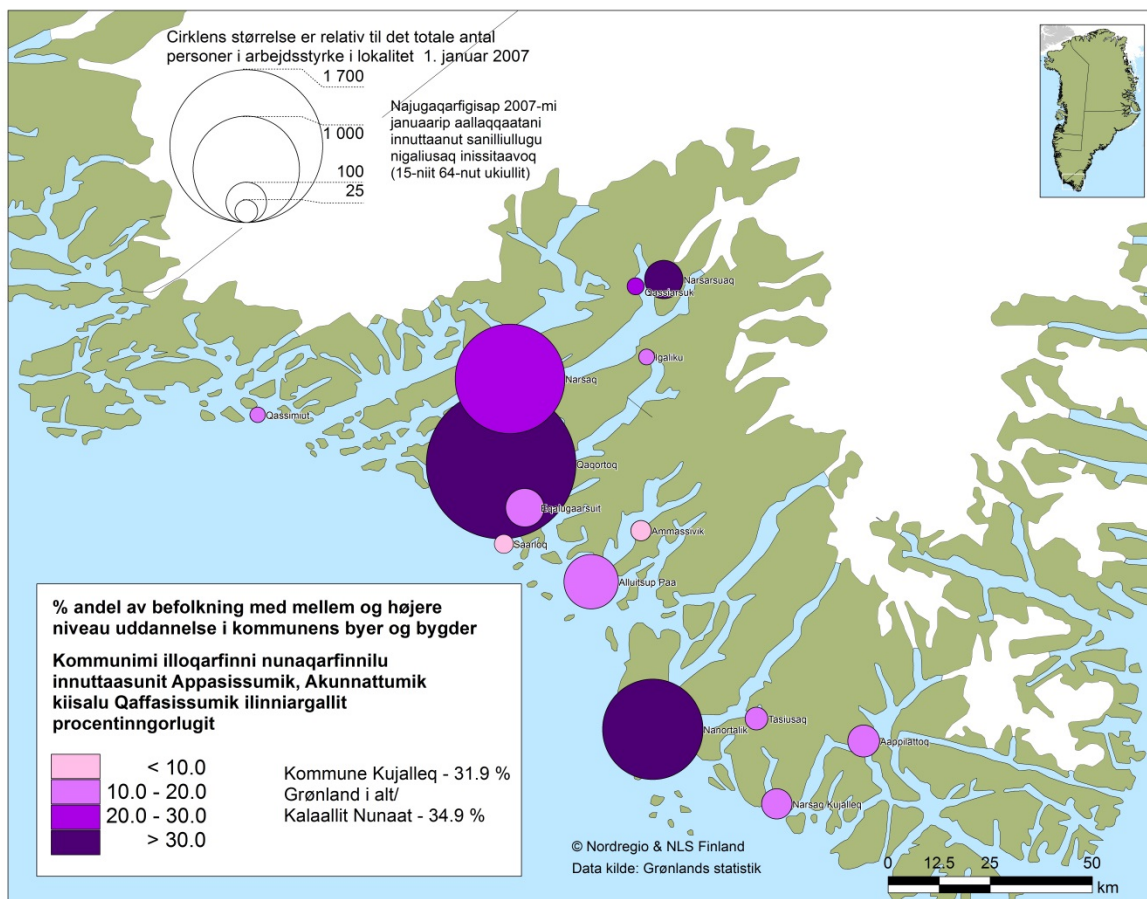 Cirklens størrelse er relativ til det totale antal
personer i arbejdsstyrke i lokalitet 1. januar 2007
1 700
1 000
100
25
Najugaqarfigisap 2007-mi
januaarip aallaqqaatani
innuttaanut sanilliullugu
nigaliusaq inissitaavoq
(15-niit 64-nut ukiullit)
Narsarsuaq
Qassiarsuk
Igaliku
Narsaq
Qassimiut
Qaqortoq
Eqalugaarsuit
Ammassivik
Saarloq
Alluitsup Paa
Tasiusaq
Nanortalik
Aappilattoq
Narsaq Kujalleq
% andel av befolkning med mellem og højere
niveau uddannelse i kommunens byer og bygder
Kommunimi illoqarfinni nunaqarfinnilu
innuttaasunit Appasissumik, Akunnattumik
kiisalu Qaffasissumik ilinniargallit
procentinngorlugit
< 10.0
10.0 - 20.0
20.0 - 30.0
> 30.0
Kommune Kujalleq - 31.9 %
Grønland i alt/
Kalaallit Nunaat - 34.9 %
© Nordregio & NLS Finland
Data kilde: Grønlands statistik
0 12.5 25 50
km